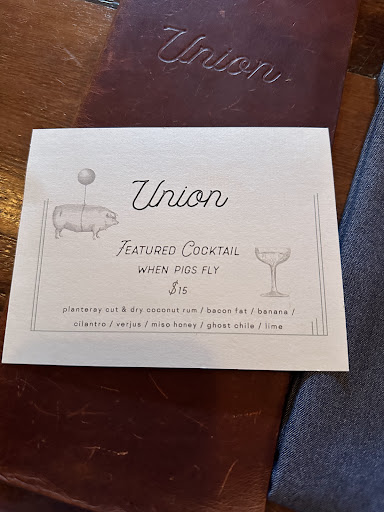 Union
Union
Featured Cocktail
when pigs fly
$15
planteray cut & dry coconut rum / bacon fat / banana /
cilantro / verjus / miso honey / ghost chile / lime